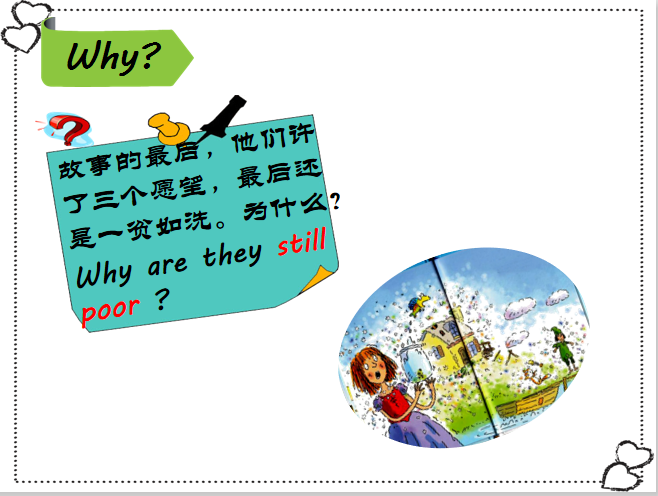 Why?
故事的最后，他们许
了三个愿望，最后还
是一贫如洗。为什么?
Why are they still
poor ？